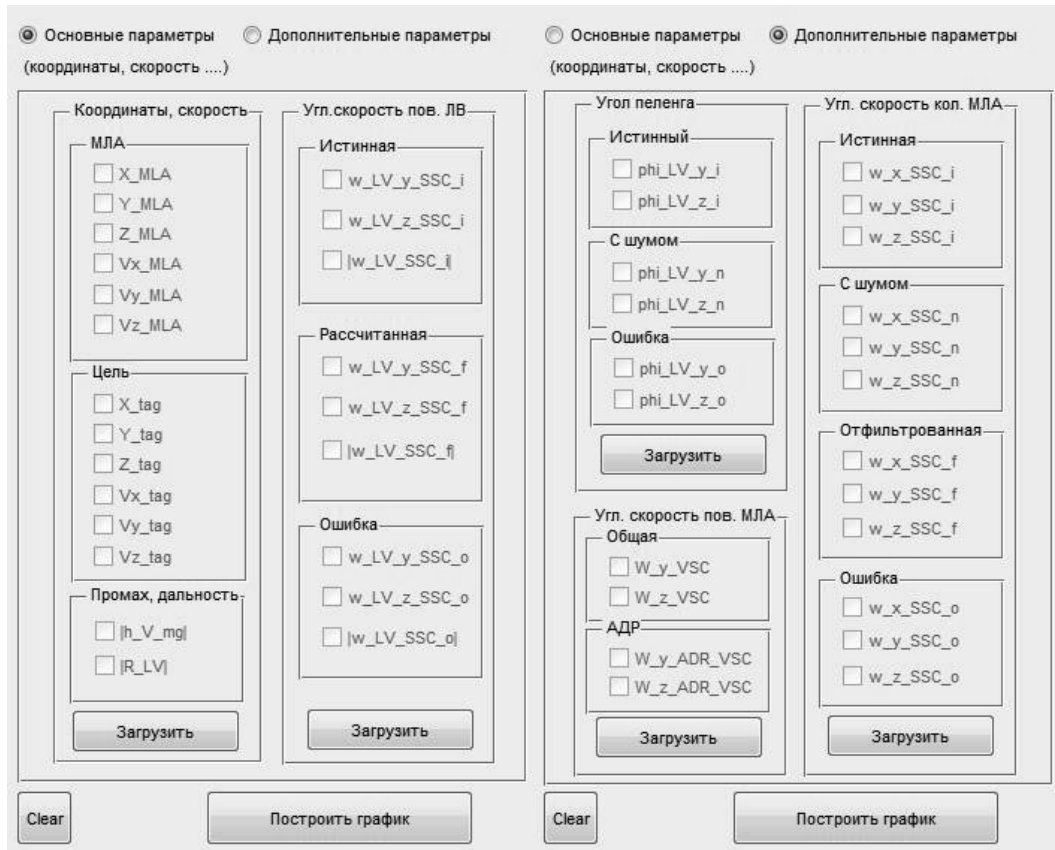 Основные параметры
Дополнительные параметры
(координаты, скорость ....)
Координаты, скорость
МЛА
X_MLA
Y_MLA
Z_MLA
Vx_MLA
Vy_MLA
Vz_MLA
Цель
X_tag
Y_tag
Z_tag
Vx_tag
Vy_tag
Vz_tag
Промах, дальность
|h_V_mg|
|R_LV|
Загрузить
Угл.скорость пов. ЛВ
Истинная
w_LV_y_SSC_i
w_LV_z_SSC_i
|w_LV_SSC_i|
Рассчитанная
w_LV_y_SSC_f
w_LV_z_SSC_f
|w_LV_SSC_f|
Ошибка
w_LV_y_SSC_o
w_LV_z_SSC_o
|w_LV_SSC_o|
Загрузить
Clear
Построить график
Основные параметры
Дополнительные параметры
(координаты, скорость ....)
Угол пеленга
Истинный
phi_LV_y_i
phi_LV_z_i
С шумом
phi_LV_y_n
phi_LV_z_n
Ошибка
phi_LV_y_o
phi_LV_z_o
Загрузить
Угл. скорость пов. МЛА
Общая
W_y_VSC
W_z_VSC
АДР
W_y_ADR_VSC
W_z_ADR_VSC
Загрузить
Угл. скорость кол. МЛА
Истинная
w_x_SSC_i
w_y_SSC_i
w_z_SSC_i
С шумом
w_x_SSC_n
w_y_SSC_n
w_z_SSC_n
Отфильтрованная
w_x_SSC_f
w_y_SSC_f
w_z_SSC_f
Ошибка
w_x_SSC_o
w_y_SSC_o
w_z_SSC_o
Загрузить
Clear
Построить график